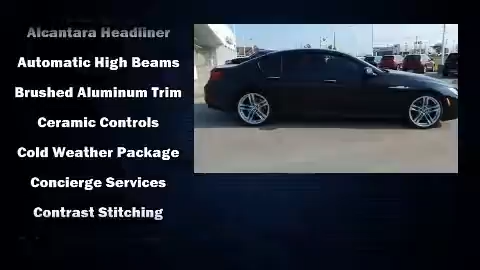 Alcantara Headliner
Automatic High Beams
Brushed Aluminum Trim
Ceramic Controls
Cold Weather Package
Concierge Services
Contrast Stitching